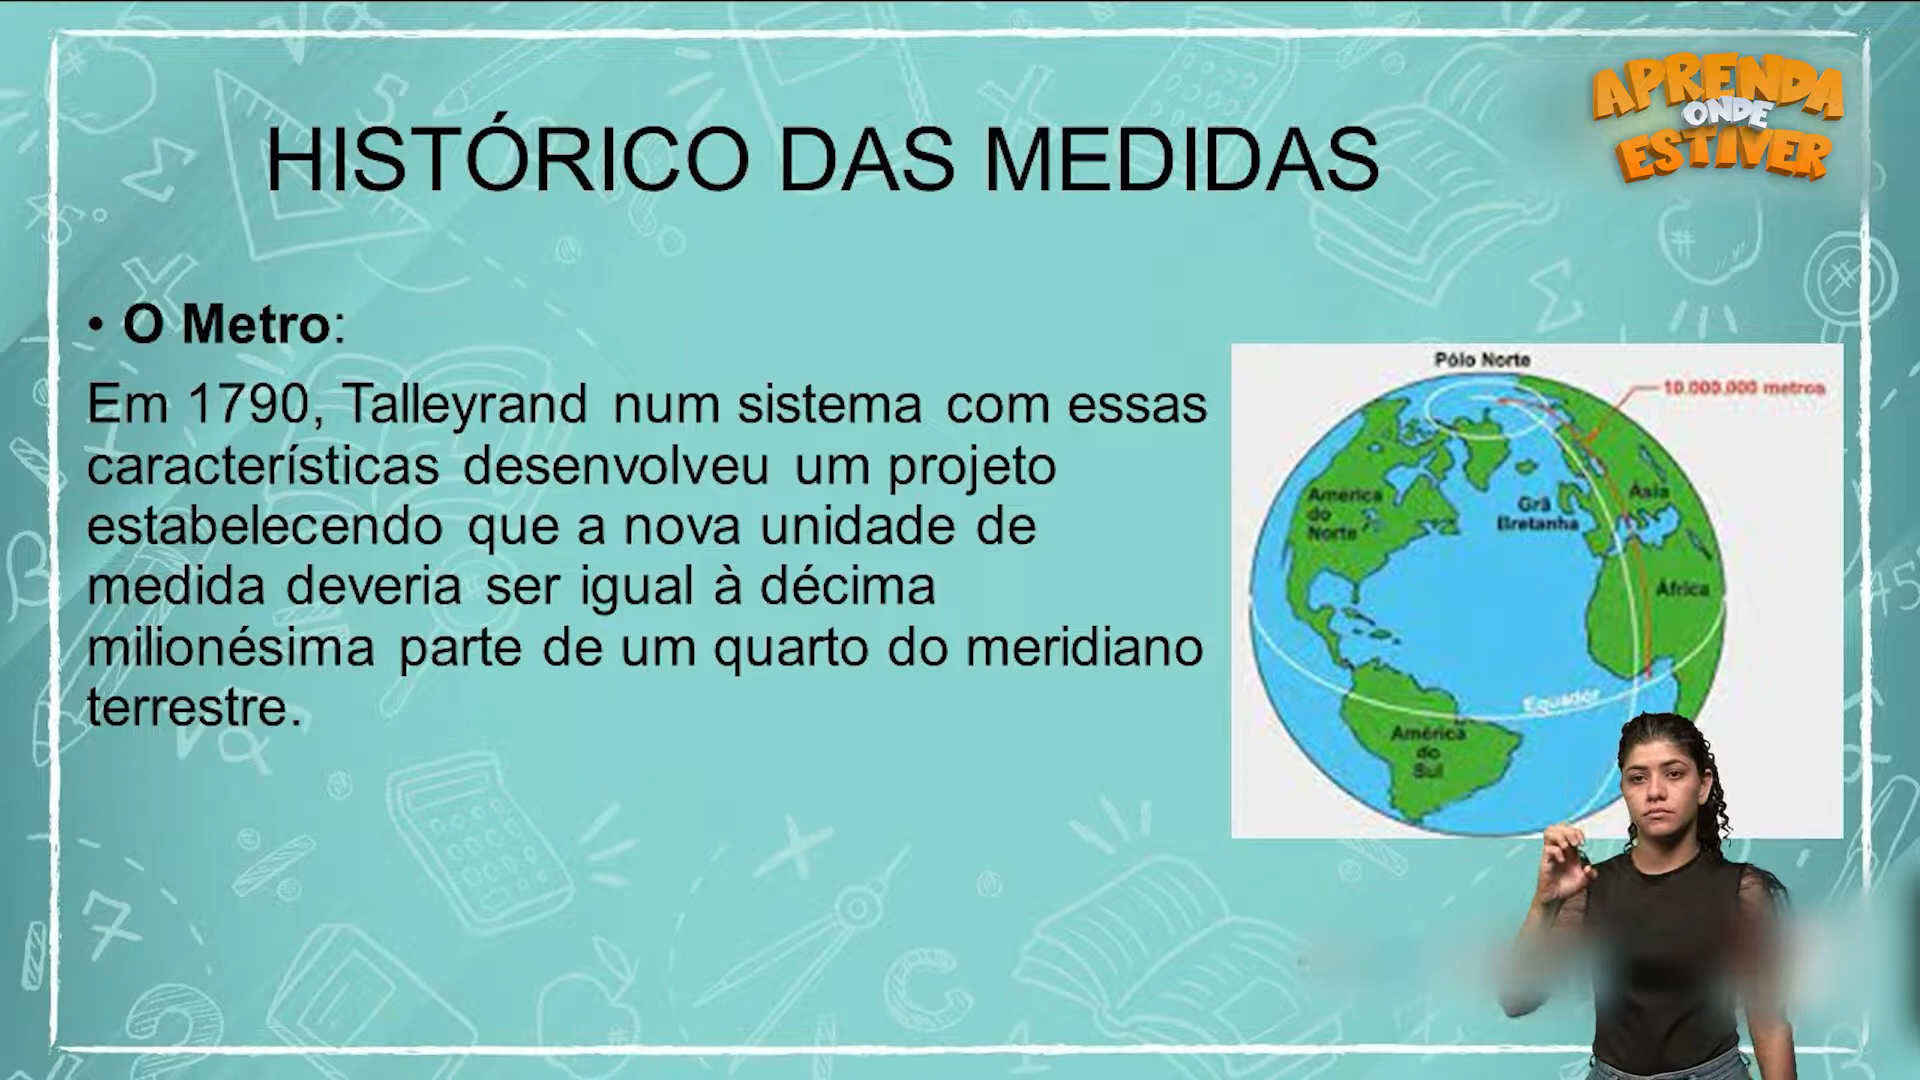 APRENDA
ONDE
ESTIVER
HISTÓRICO DAS MEDIDAS
• O Metro:
Em 1790, Talleyrand num sistema com essas
características desenvolveu um projeto
estabelecendo que a nova unidade de
medida deveria ser igual à décima
milionésima parte de um quarto do meridiano
terrestre.
Pólo Norte
10.000.000 metros
America
do
Norte
Grã
Bretanha
Ásia
África
Equador
América
do
Sul